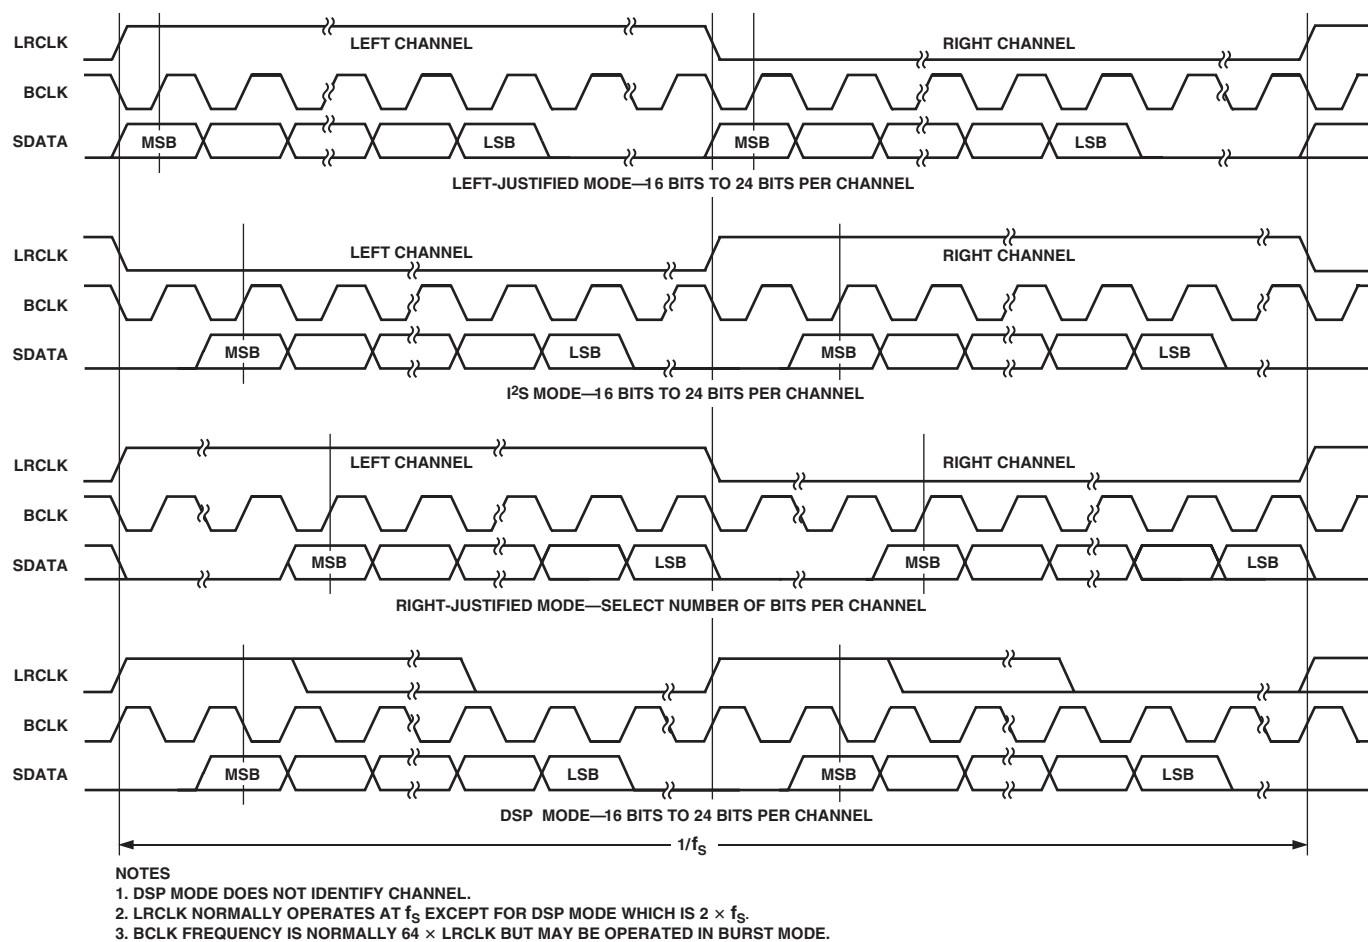 LRCLK
LEFT CHANNEL
RIGHT CHANNEL
BCLK
SDATA
MSB
LSB
MSB
LSB
LEFT-JUSTIFIED MODE—16 BITS TO 24 BITS PER CHANNEL
LRCLK
LEFT CHANNEL
RIGHT CHANNEL
BCLK
SDATA
MSB
LSB
MSB
LSB
I²S MODE—16 BITS TO 24 BITS PER CHANNEL
LRCLK
LEFT CHANNEL
RIGHT CHANNEL
BCLK
SDATA
MSB
LSB
MSB
LSB
RIGHT-JUSTIFIED MODE—SELECT NUMBER OF BITS PER CHANNEL
LRCLK
BCLK
SDATA
MSB
LSB
MSB
LSB
DSP MODE—16 BITS TO 24 BITS PER CHANNEL
1/fS
NOTES
1. DSP MODE DOES NOT IDENTIFY CHANNEL.
2. LRCLK NORMALLY OPERATES AT fS EXCEPT FOR DSP MODE WHICH IS 2 × fS.
3. BCLK FREQUENCY IS NORMALLY 64 × LRCLK BUT MAY BE OPERATED IN BURST MODE.